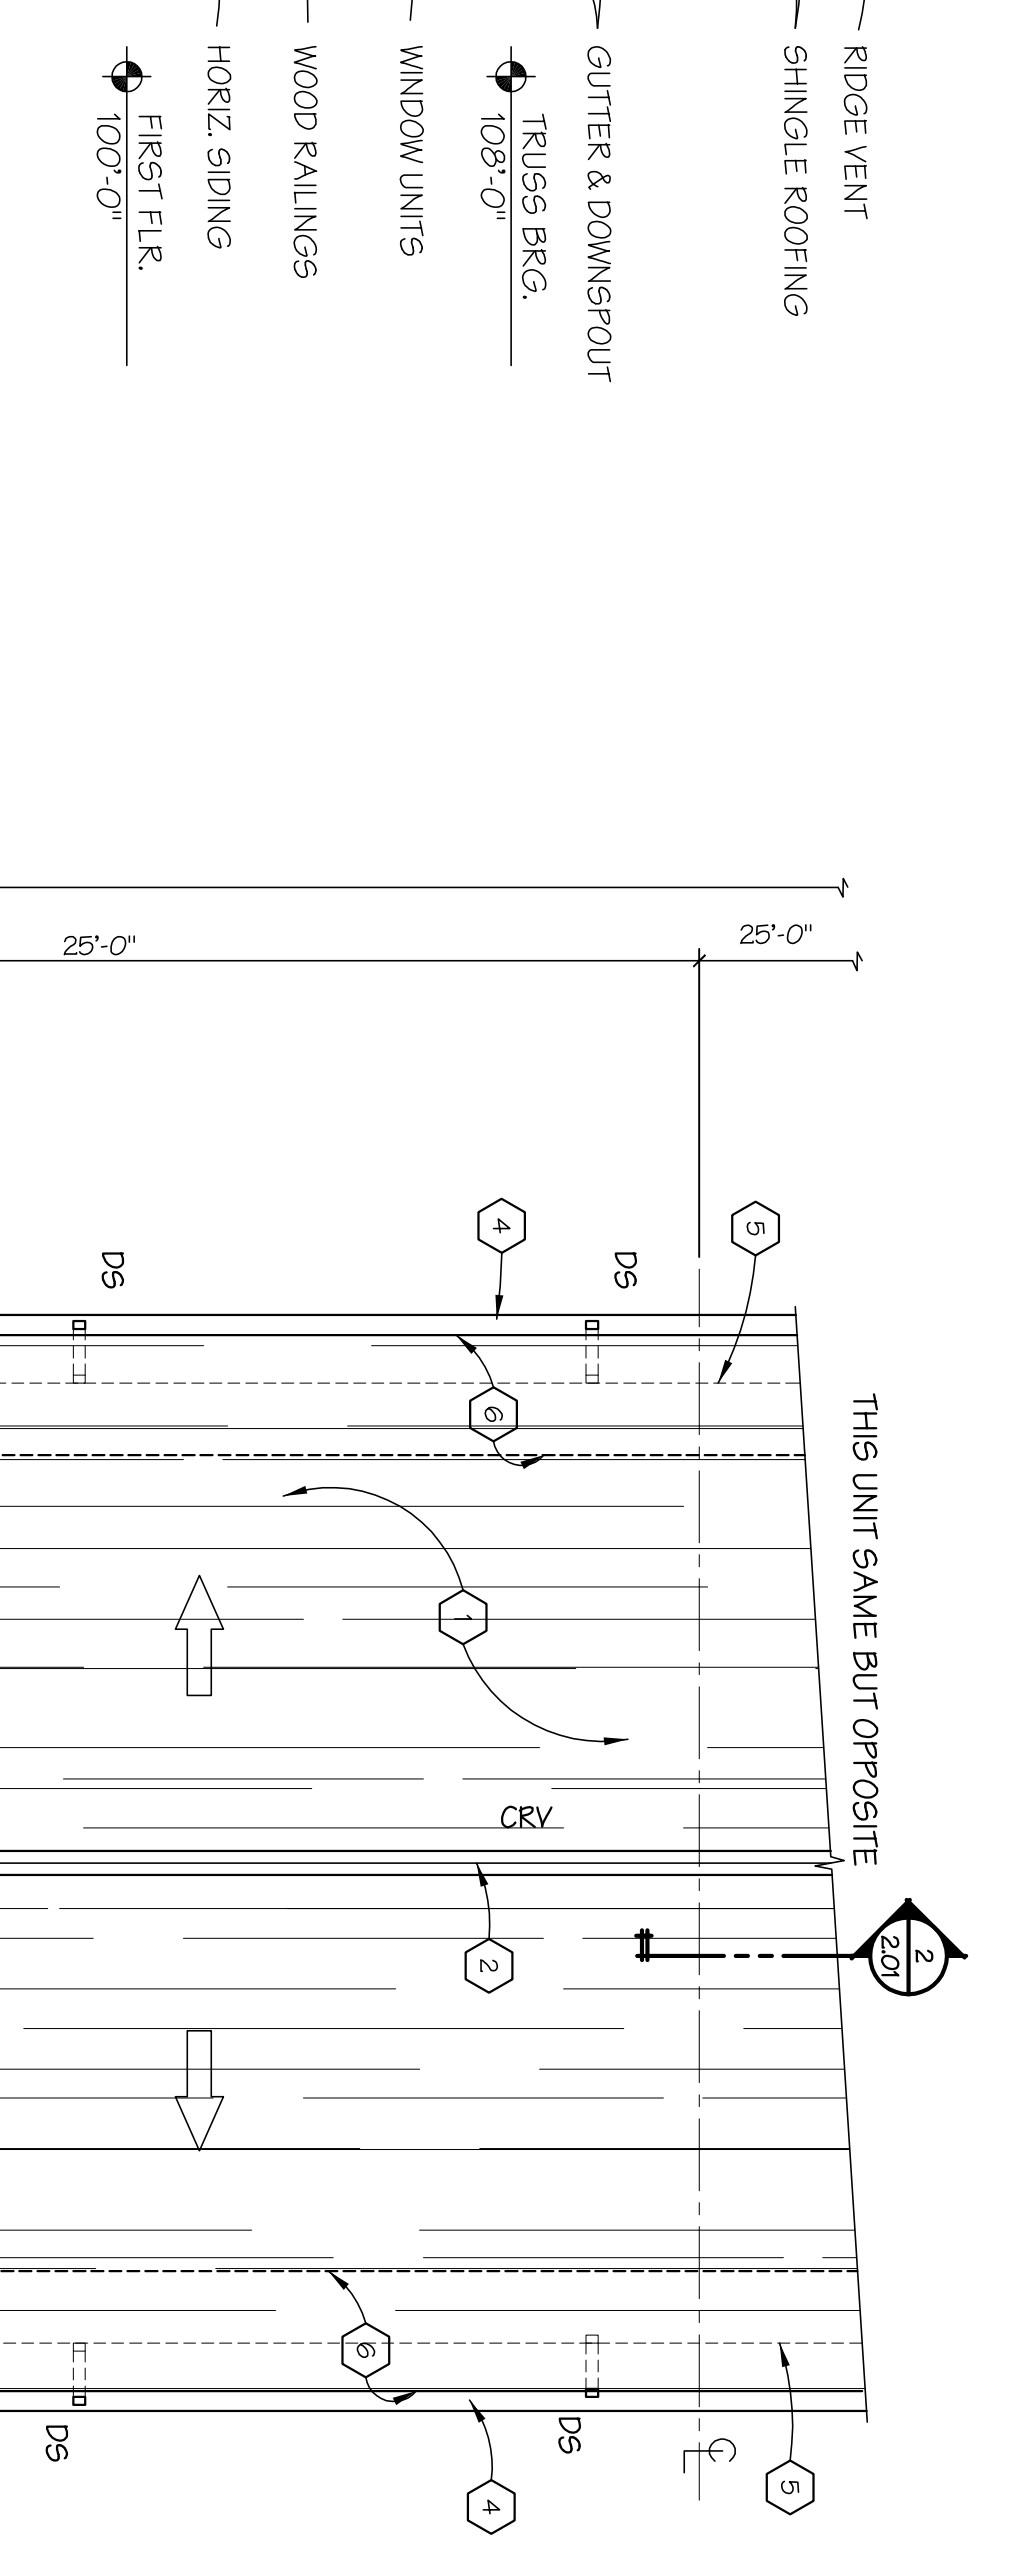 RIDGE VENT
SHINGLE ROOFING
GUTTER & DOWNSPOUT
TRUSS BRG.
108'-0"
WINDOW UNITS
WOOD RAILINGS
HORIZ. SIDING
FIRST FLR.
100'-0"
25'-0"
25'-0"
5
4
DS
DS
6
THIS UNIT SAME BUT OPPOSITE
1
CRV
2
2
2.01
6
DS
DS
CL
5
4